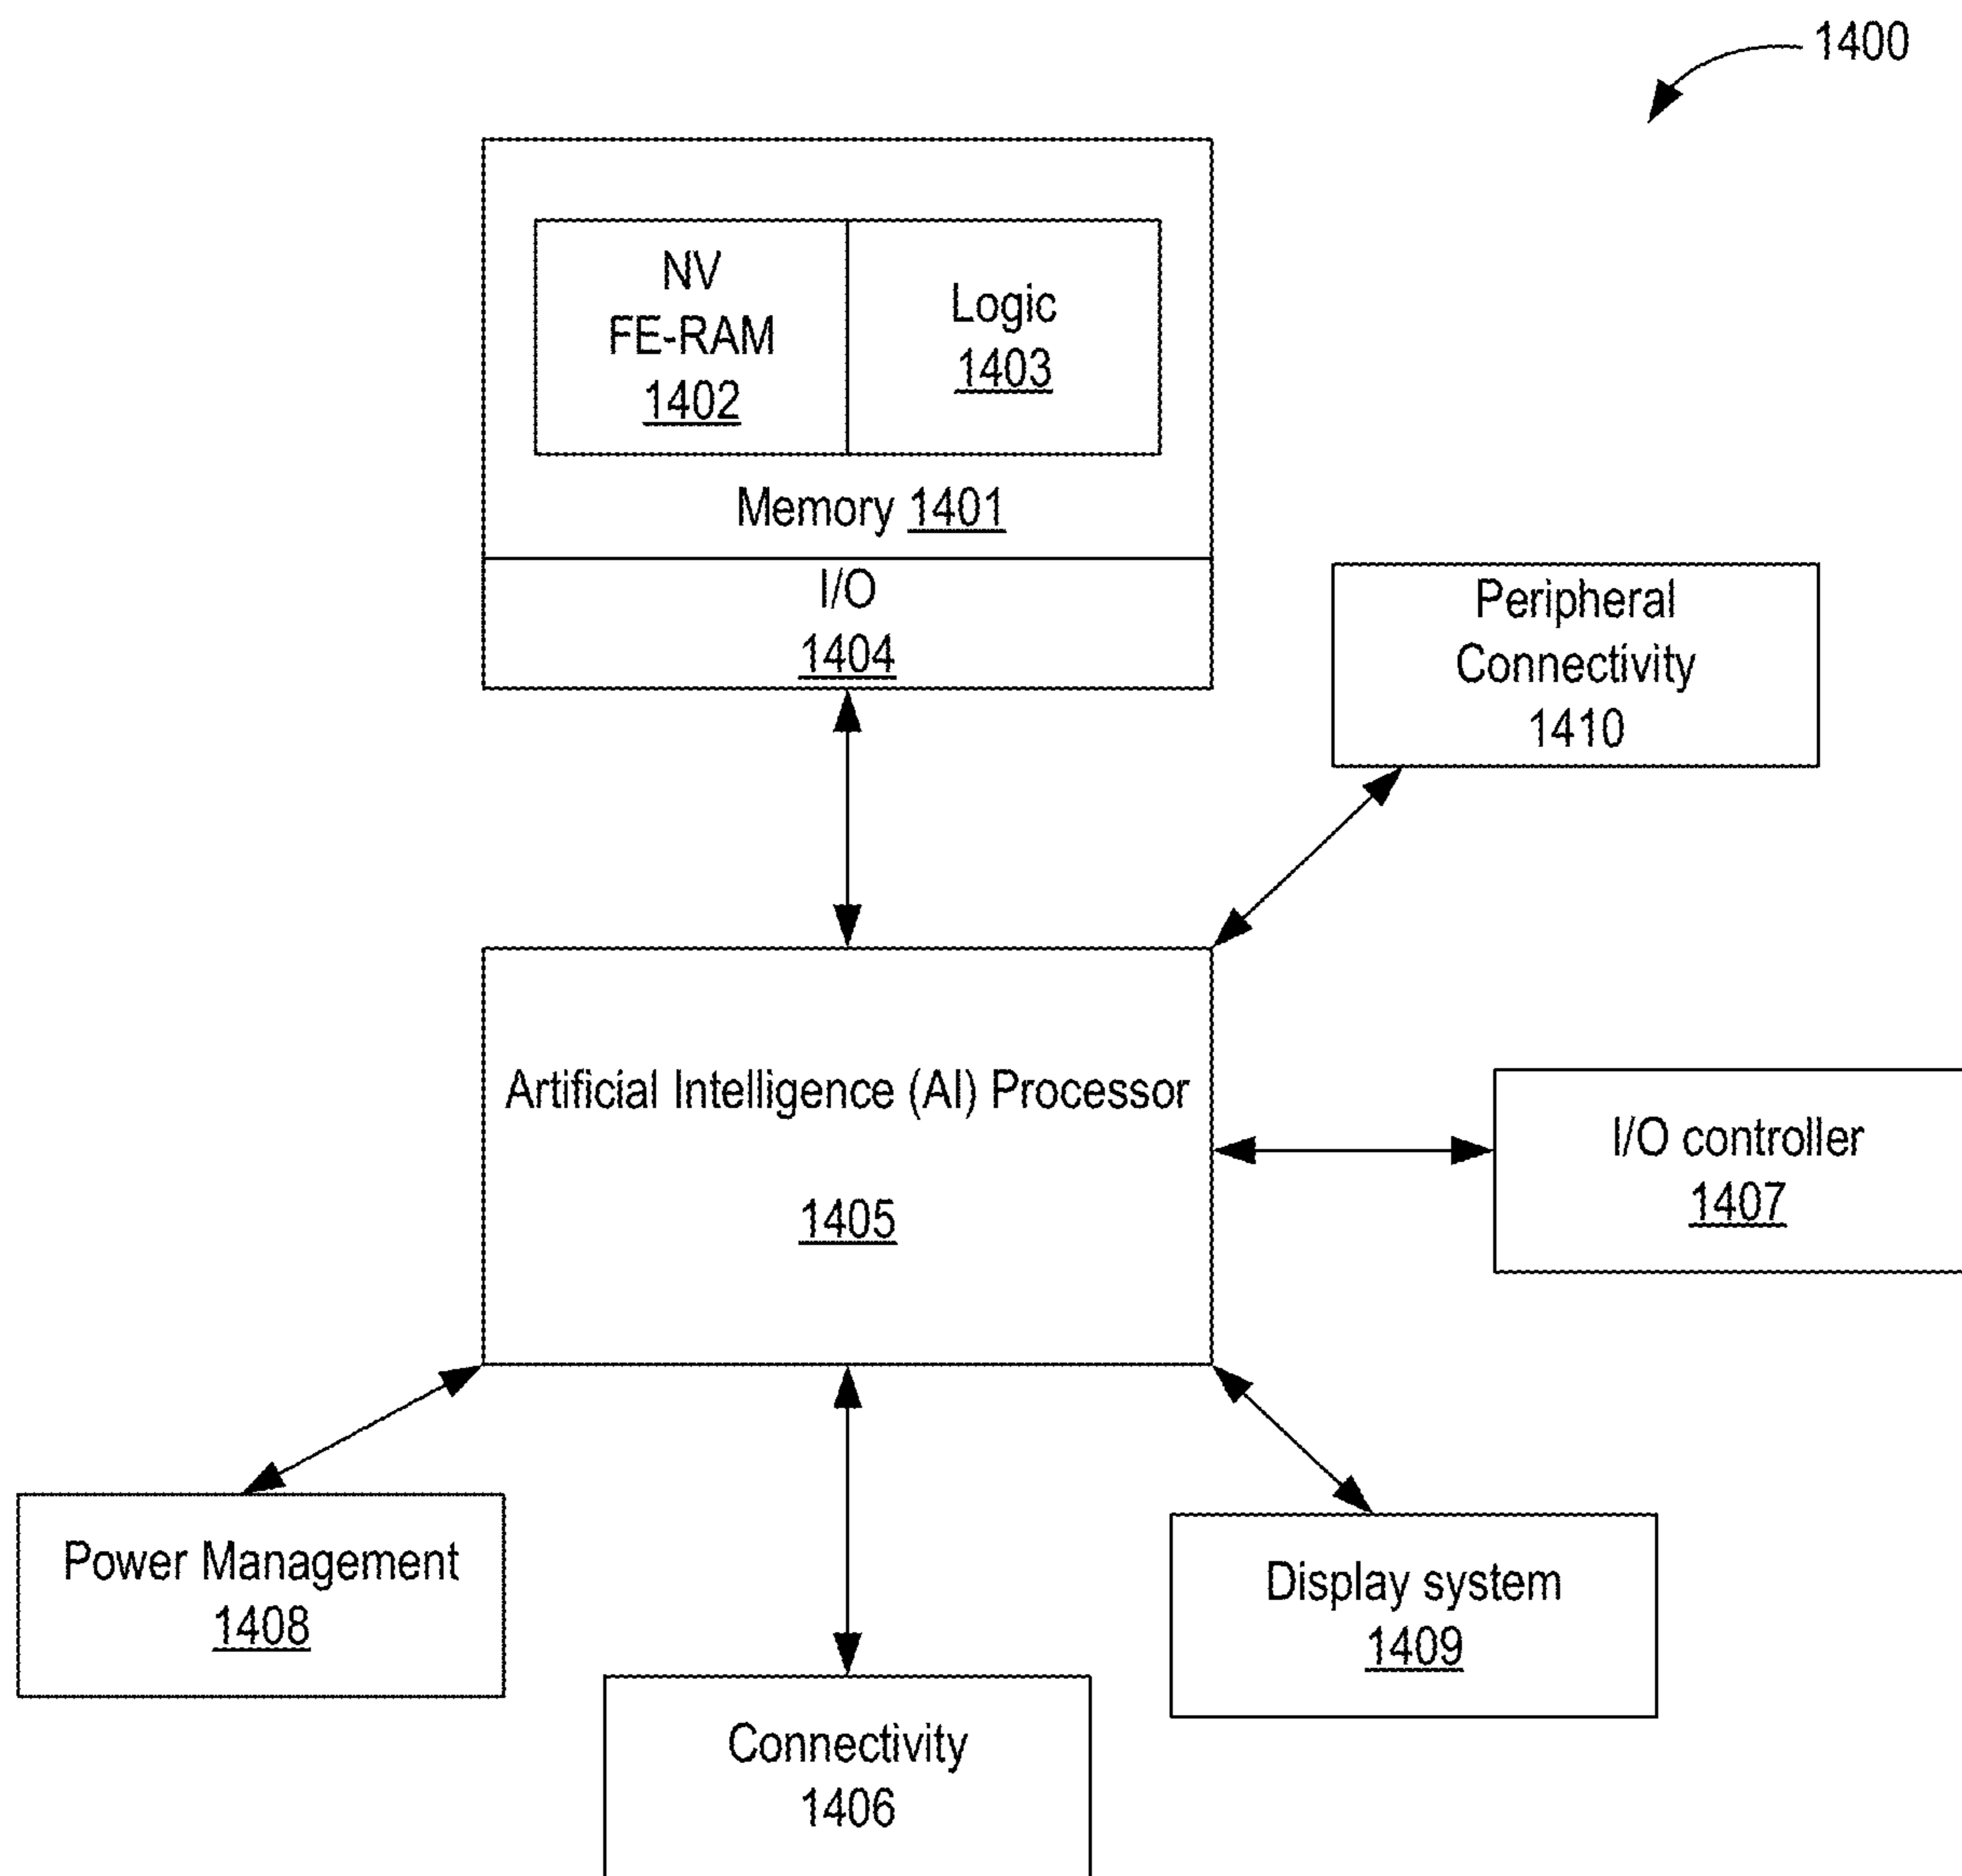 1400
NV
FE-RAM
1402
Logic
1403
Memory 1401
I/O
1404
Peripheral
Connectivity
1410
Artificial Intelligence (AI) Processor
1405
I/O controller
1407
Power Management
1408
Display system
1409
Connectivity
1406